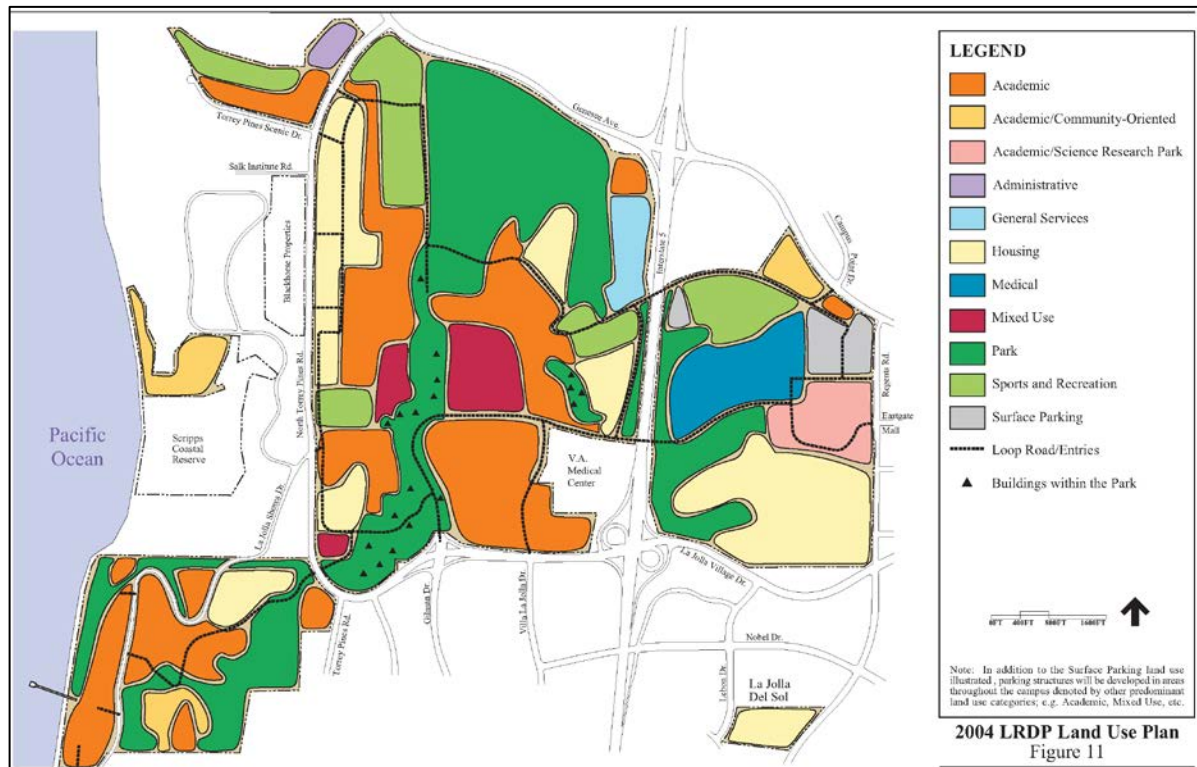 Torrey Pines Scenic Dr.
Salk Institute Rd.
Blackhorse Properties
North Torrey Pines Rd.
Genesee Ave.
Interstate 5
Campus
Point Dr.
Regents Rd.
Eastgate
Mall
Pacific
Ocean
Scripps
Coastal
Reserve
La Jolla Shores Dr.
V.A.
Medical
Center
La Jolla Village Dr.
Torrey Pines Rd.
Gilman Dr.
Villa La Jolla Dr.
Nobel Dr.
Lebon Dr.
La Jolla
Del Sol
LEGEND
Academic
Academic/Community-Oriented
Academic/Science Research Park
Administrative
General Services
Housing
Medical
Mixed Use
Park
Sports and Recreation
Surface Parking
Loop Road/Entries
Buildings within the Park
0FT 400FT 800FT 1600FT
Note: In addition to the Surface Parking land use
illustrated , parking structures will be developed in areas
throughout the campus denoted by other predominant
land use categories; e.g. Academic, Mixed Use, etc.
2004 LRDP Land Use Plan
Figure 11